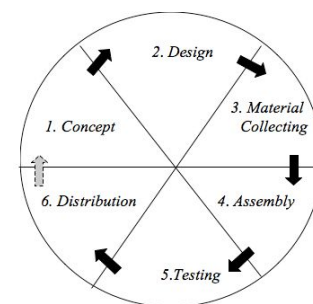 1. Concept
2. Design
3. Material
Collecting
4. Assembly
5.Testing
6. Distribution